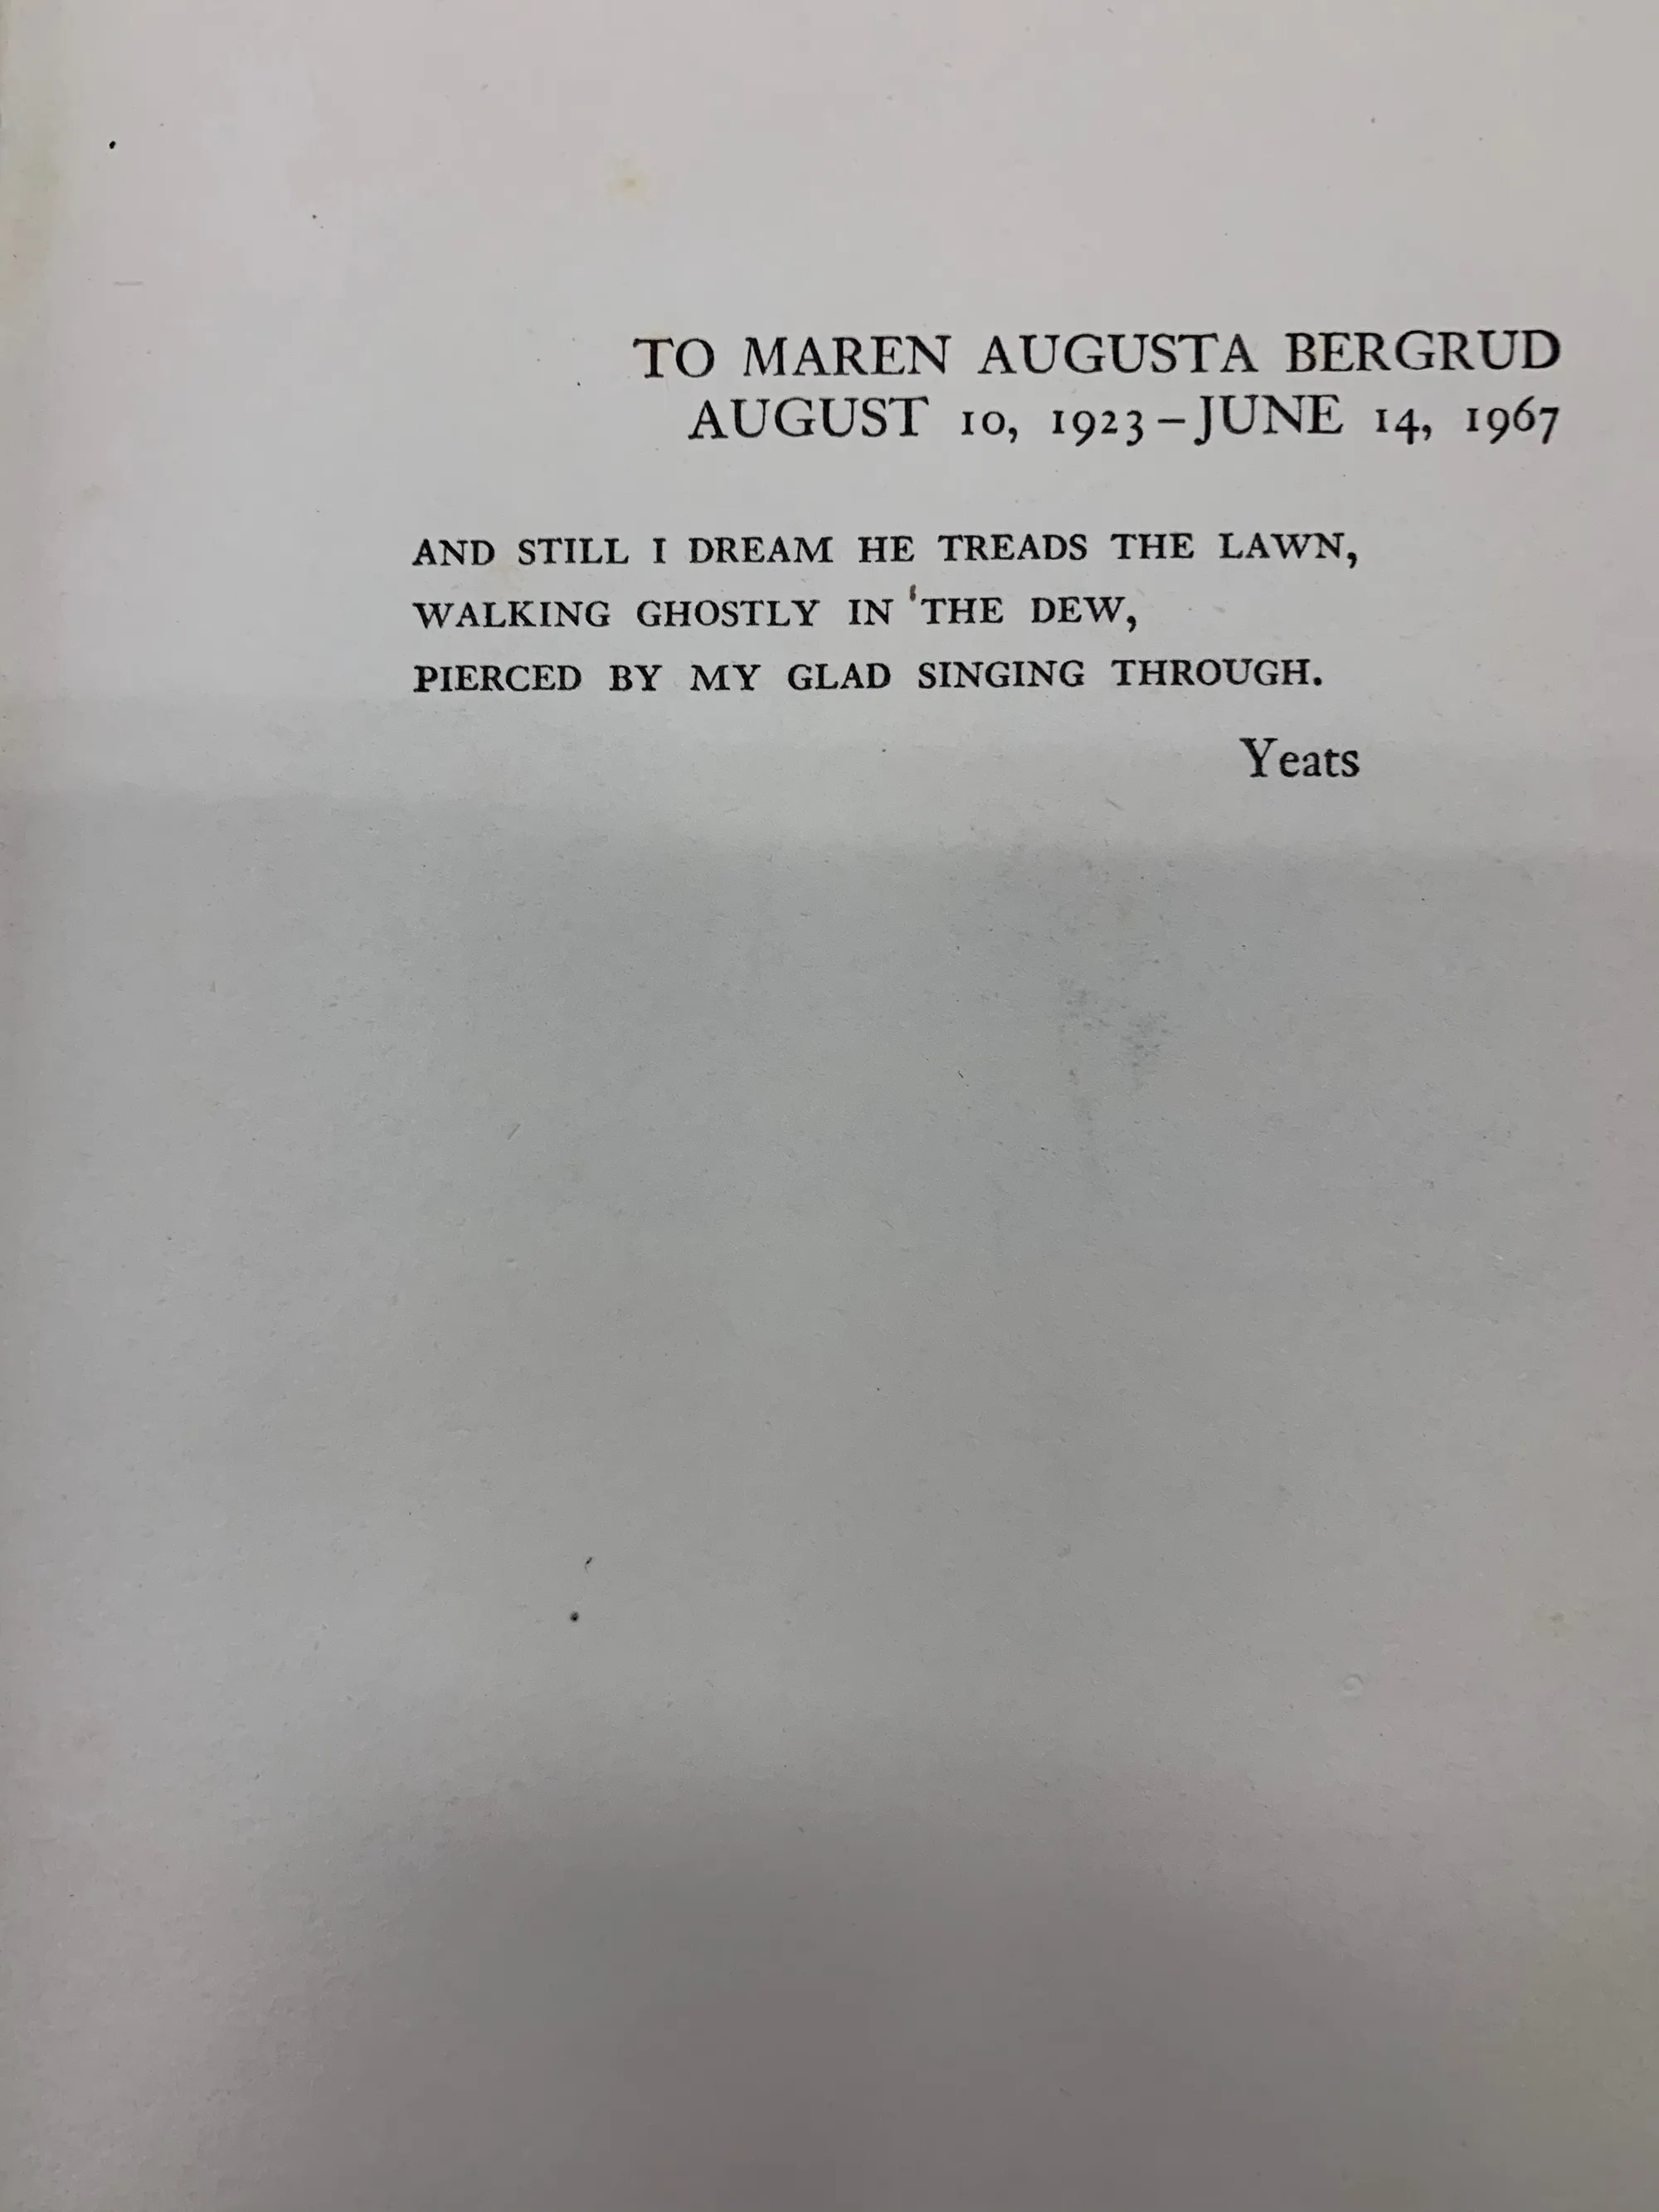 TO MAREN AUGUSTA BERGRUD
AUGUST 10, 1923–JUNE 14, 1967
AND STILL I DREAM HE TREADS THE LAWN,
WALKING GHOSTLY IN THE DEW,
PIERCED BY MY GLAD SINGING THROUGH.
Yeats